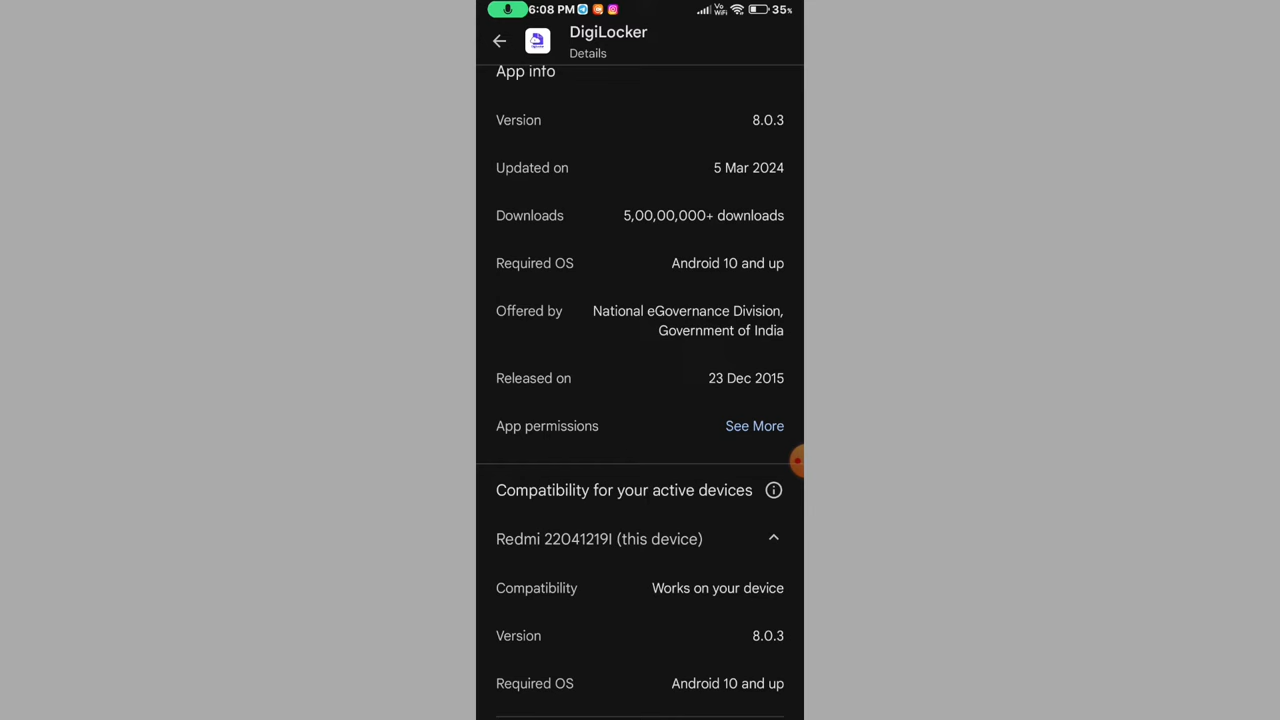 6:08 PM Vo WiFi 35%
DigiLocker
Details
App info
Version 8.0.3
Updated on 5 Mar 2024
Downloads 5,00,00,000+ downloads
Required OS Android 10 and up
Offered by National eGovernance Division,
Government of India
Released on 23 Dec 2015
App permissions See More
Compatibility for your active devices
Redmi 22041219I (this device)
Compatibility Works on your device
Version 8.0.3
Required OS Android 10 and up